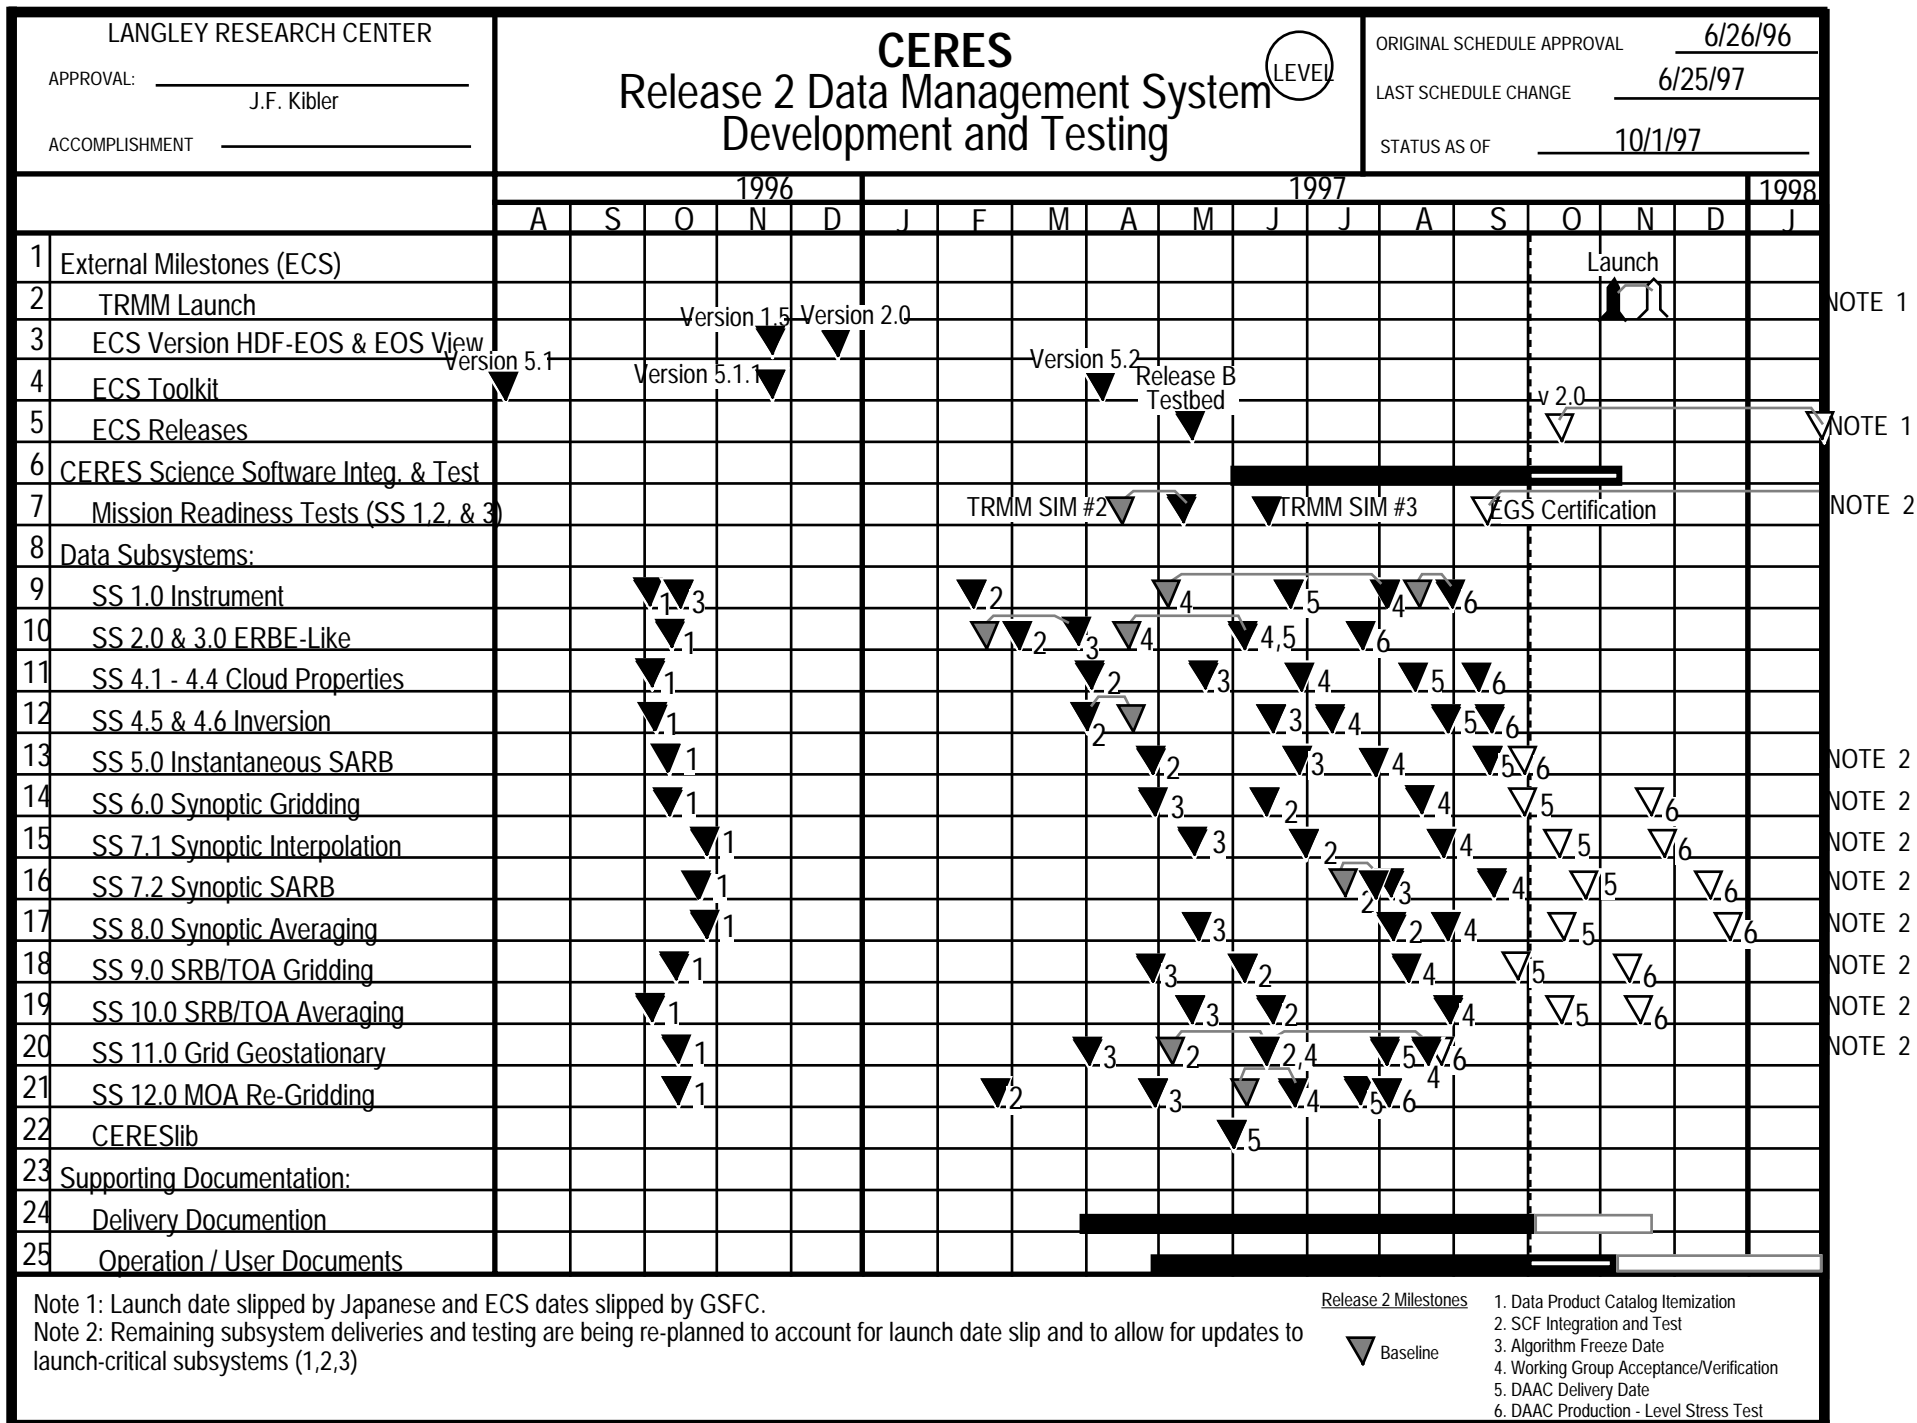 LANGLEY RESEARCH CENTER
APPROVAL:
J.F. Kibler
ACCOMPLISHMENT
CERES
Release 2 Data Management System
Development and Testing
LEVEL
ORIGINAL SCHEDULE APPROVAL 6/26/96
LAST SCHEDULE CHANGE 6/25/97
STATUS AS OF 10/1/97
1996 1997 1998
A S O N D J F M A M J J A S O N D J
1 External Milestones (ECS)
Launch
2 TRMM Launch NOTE 1
Version 1.5 Version 2.0
3 ECS Version HDF-EOS & EOS View
Version 5.1 Version 5.1.1 Version 5.2
4 ECS Toolkit
Release B
Testbed
v 2.0
5 ECS Releases NOTE 1
6 CERES Science Software Integ. & Test
7 Mission Readiness Tests (SS 1,2, & 3) TRMM SIM #2 TRMM SIM #3 EGS Certification NOTE 2
8 Data Subsystems:
9 SS 1.0 Instrument 1 3 2 4 5 4 6
10 SS 2.0 & 3.0 ERBE-Like 1 2 3 4 4,5 6
11 SS 4.1 - 4.4 Cloud Properties 1 2 3 4 5 6
12 SS 4.5 & 4.6 Inversion 1 2 3 4 5 6
13 SS 5.0 Instantaneous SARB 1 2 3 4 5 6 NOTE 2
14 SS 6.0 Synoptic Gridding 1 3 2 4 5 6 NOTE 2
15 SS 7.1 Synoptic Interpolation 1 3 2 4 5 6 NOTE 2
16 SS 7.2 Synoptic SARB 1 2 3 4 5 6 NOTE 2
17 SS 8.0 Synoptic Averaging 1 3 2 4 5 6 NOTE 2
18 SS 9.0 SRB/TOA Gridding 1 3 2 4 5 6 NOTE 2
19 SS 10.0 SRB/TOA Averaging 1 3 2 4 5 6 NOTE 2
20 SS 11.0 Grid Geostationary 1 3 2 2,4 5 4 6 NOTE 2
21 SS 12.0 MOA Re-Gridding 1 2 3 4 5 6
22 CERESlib 5
23 Supporting Documentation:
24 Delivery Documention
25 Operation / User Documents
Note 1: Launch date slipped by Japanese and ECS dates slipped by GSFC.
Note 2: Remaining subsystem deliveries and testing are being re-planned to account for launch date slip and to allow for updates to
launch-critical subsystems (1,2,3)
Release 2 Milestones
Baseline
1. Data Product Catalog Itemization
2. SCF Integration and Test
3. Algorithm Freeze Date
4. Working Group Acceptance/Verification
5. DAAC Delivery Date
6. DAAC Production - Level Stress Test